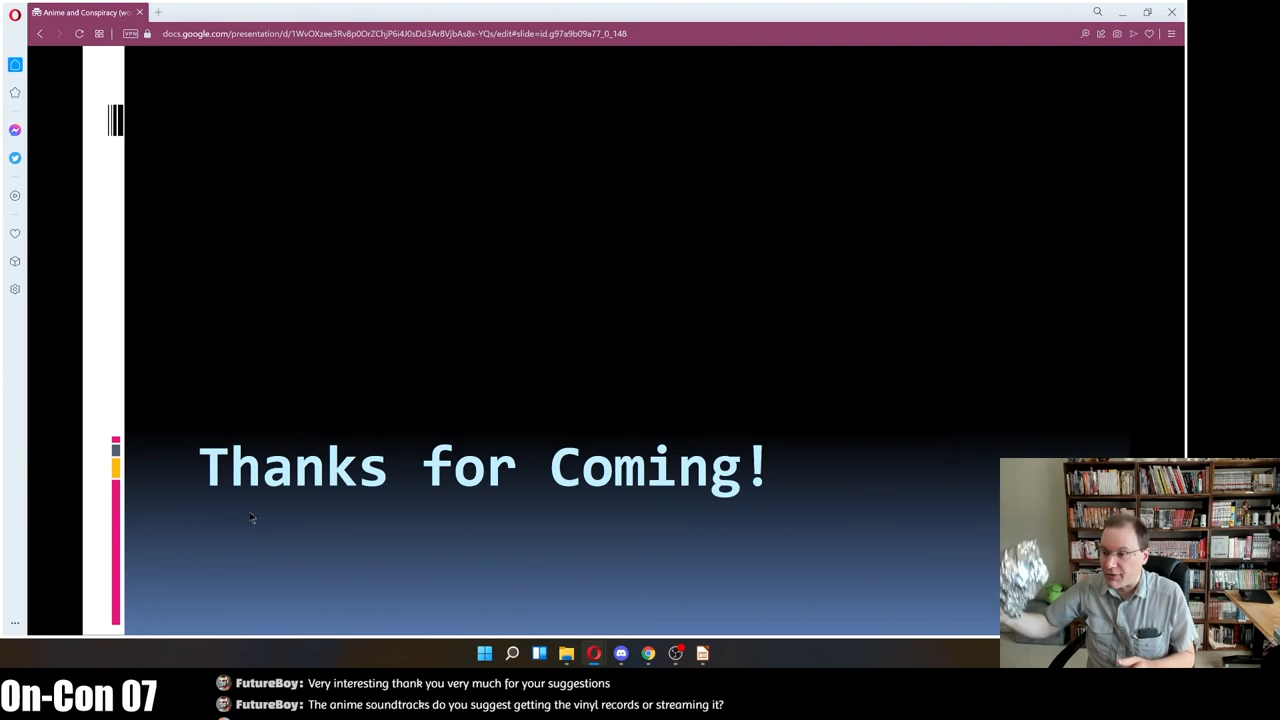 Anime and Conspiracy (wo
VPN
docs.google.com/presentation/d/1WvOXzee3Rv8p0OrZChjP6i4J0sDd3Ar8VjbAs8x-YQs/edit#slide=id.g97a9b09a77_0_148
Thanks for Coming!
On-Con 07
FutureBoy: Very interesting thank you very much for your suggestions
FutureBoy: The anime soundtracks do you suggest getting the vinyl records or streaming it?